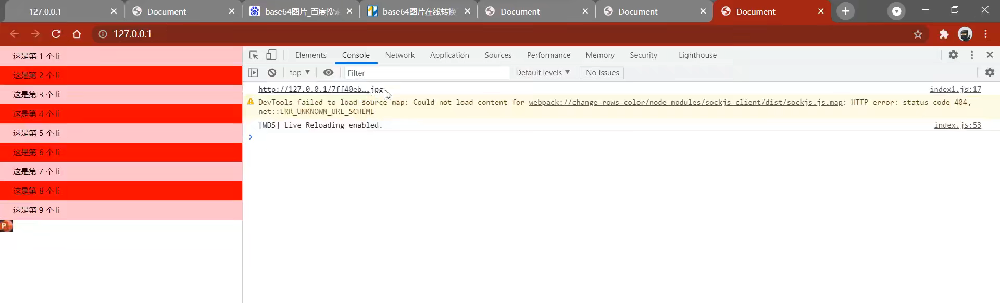 127.0.0.1
Document
base64图片_百度搜索
base64图片在线转换
Document
Document
Document
127.0.0.1
这是第 1 个 li
这是第 2 个 li
这是第 3 个 li
这是第 4 个 li
这是第 5 个 li
这是第 6 个 li
这是第 7 个 li
这是第 8 个 li
这是第 9 个 li
P
Elements Console Network Application Sources Performance Memory Security Lighthouse
top Filter Default levels No Issues
http://127.0.0.1/7ff40eb….jpg index1.js:17
DevTools failed to load source map: Could not load content for webpack://change-rows-color/node_modules/sockjs-client/dist/sockjs.js.map: HTTP error: status code 404,
net::ERR_UNKNOWN_URL_SCHEME
[WDS] Live Reloading enabled. index.js:53